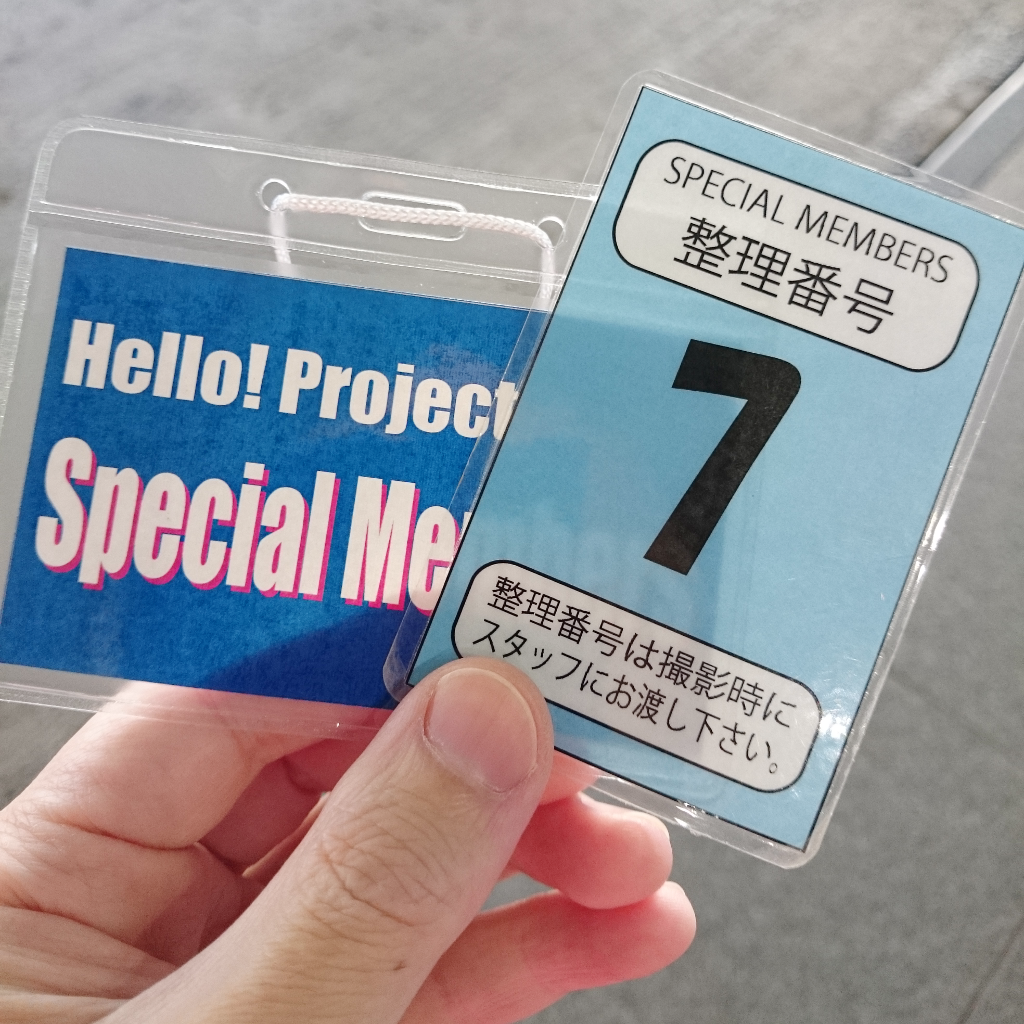 Hello! Project
Special Me
SPECIAL MEMBERS
整理番号
7
整理番号は撮影時に
スタッフにお渡し下さい。